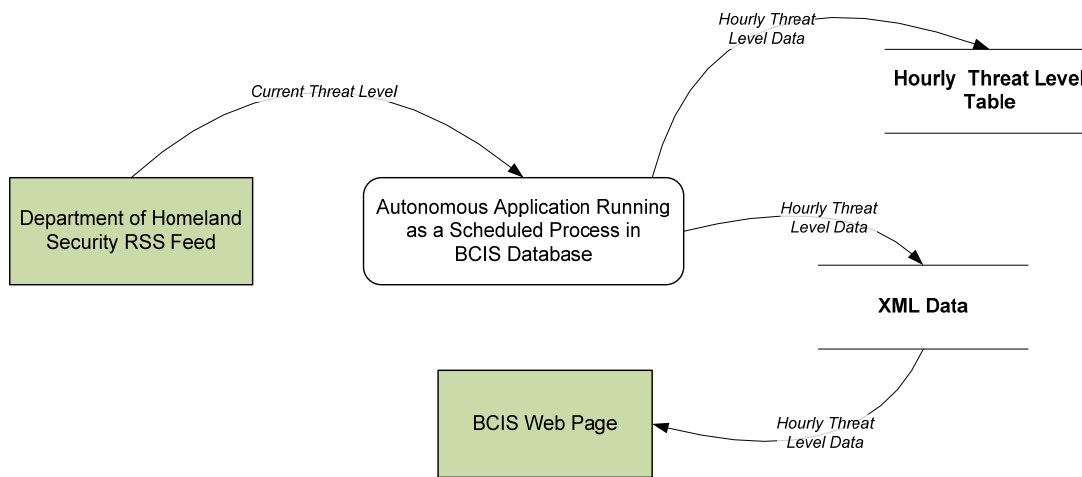 Hourly Threat
Level Data
Hourly  Threat Level
Table
Current Threat Level
Department of Homeland
Security RSS Feed
Autonomous Application Running
as a Scheduled Process in
BCIS Database
Hourly Threat
Level Data
XML Data
BCIS Web Page
Hourly Threat
Level Data